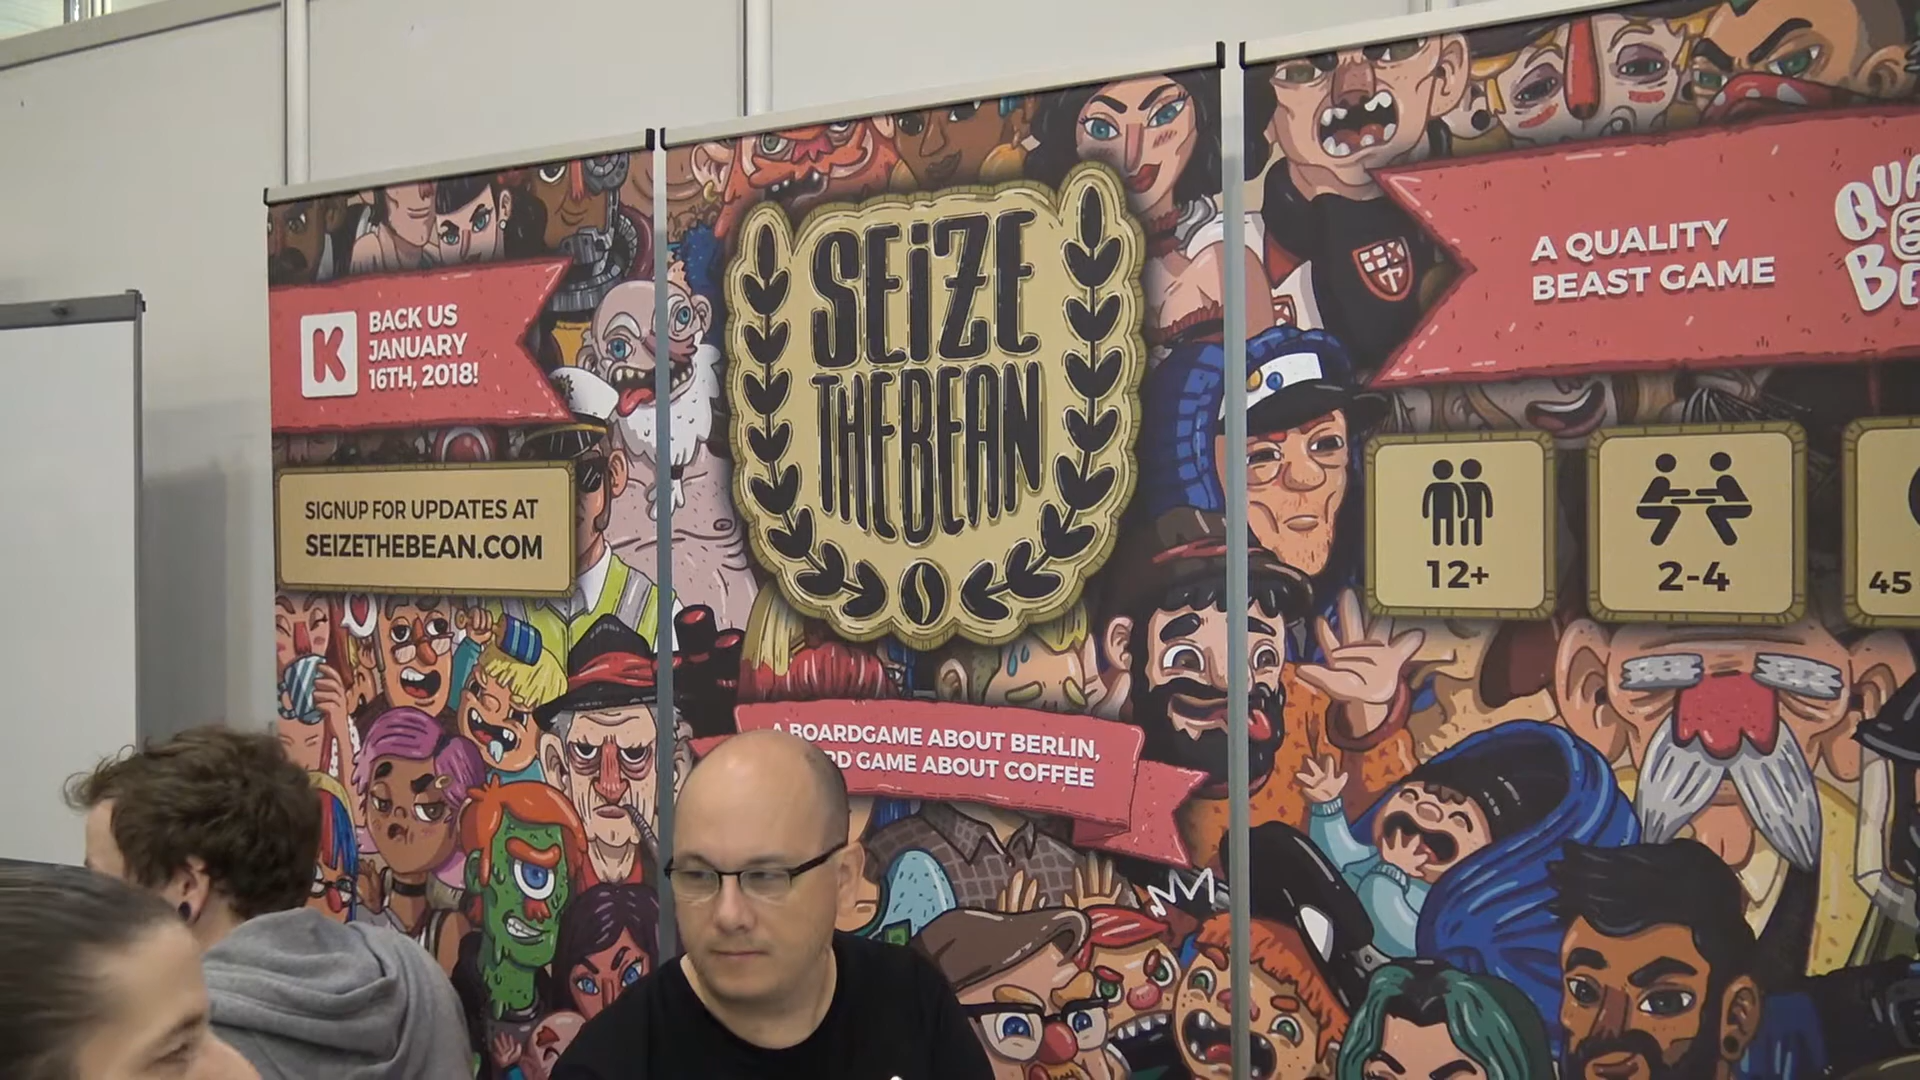 K
BACK US
JANUARY
16TH, 2018!
SIGNUP FOR UPDATES AT
SEIZETHEBEAN.COM
SEiZE
THE BEAN
A BOARDGAME ABOUT BERLIN,
GAME ABOUT COFFEE
A QUALITY
BEAST GAME
12+
2-4
45